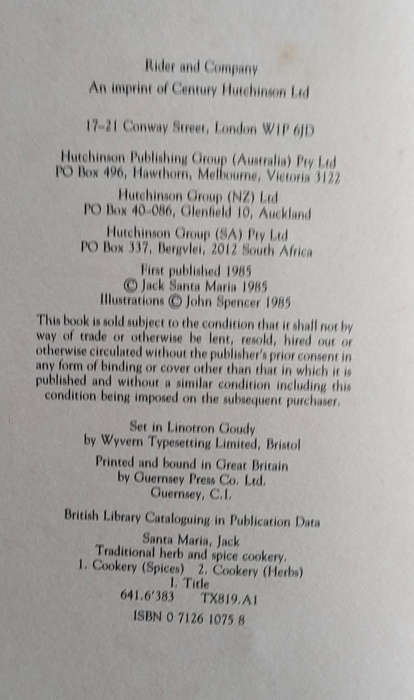 Rider and Company
An imprint of Century Hutchinson Ltd
17–21 Conway Street, London W1P 6JD
Hutchinson Publishing Group (Australia) Pty Ltd
PO Box 496, Hawthorn, Melbourne, Victoria 3122
Hutchinson Group (NZ) Ltd
PO Box 40-086, Glenfield 10, Auckland
Hutchinson Group (SA) Pty Ltd
PO Box 337, Bergvlei, 2012 South Africa
First published 1985
© Jack Santa Maria 1985
Illustrations © John Spencer 1985
This book is sold subject to the condition that it shall not by
way of trade or otherwise be lent, resold, hired out or
otherwise circulated without the publisher's prior consent in
any form of binding or cover other than that in which it is
published and without a similar condition including this
condition being imposed on the subsequent purchaser.
Set in Linotron Goudy
by Wyvern Typesetting Limited, Bristol
Printed and bound in Great Britain
by Guernsey Press Co. Ltd.
Guernsey, C.I.
British Library Cataloguing in Publication Data
Santa Maria, Jack
Traditional herb and spice cookery.
1. Cookery (Spices) 2. Cookery (Herbs)
I. Title
641.6'383 TX819.A1
ISBN 0 7126 1075 8